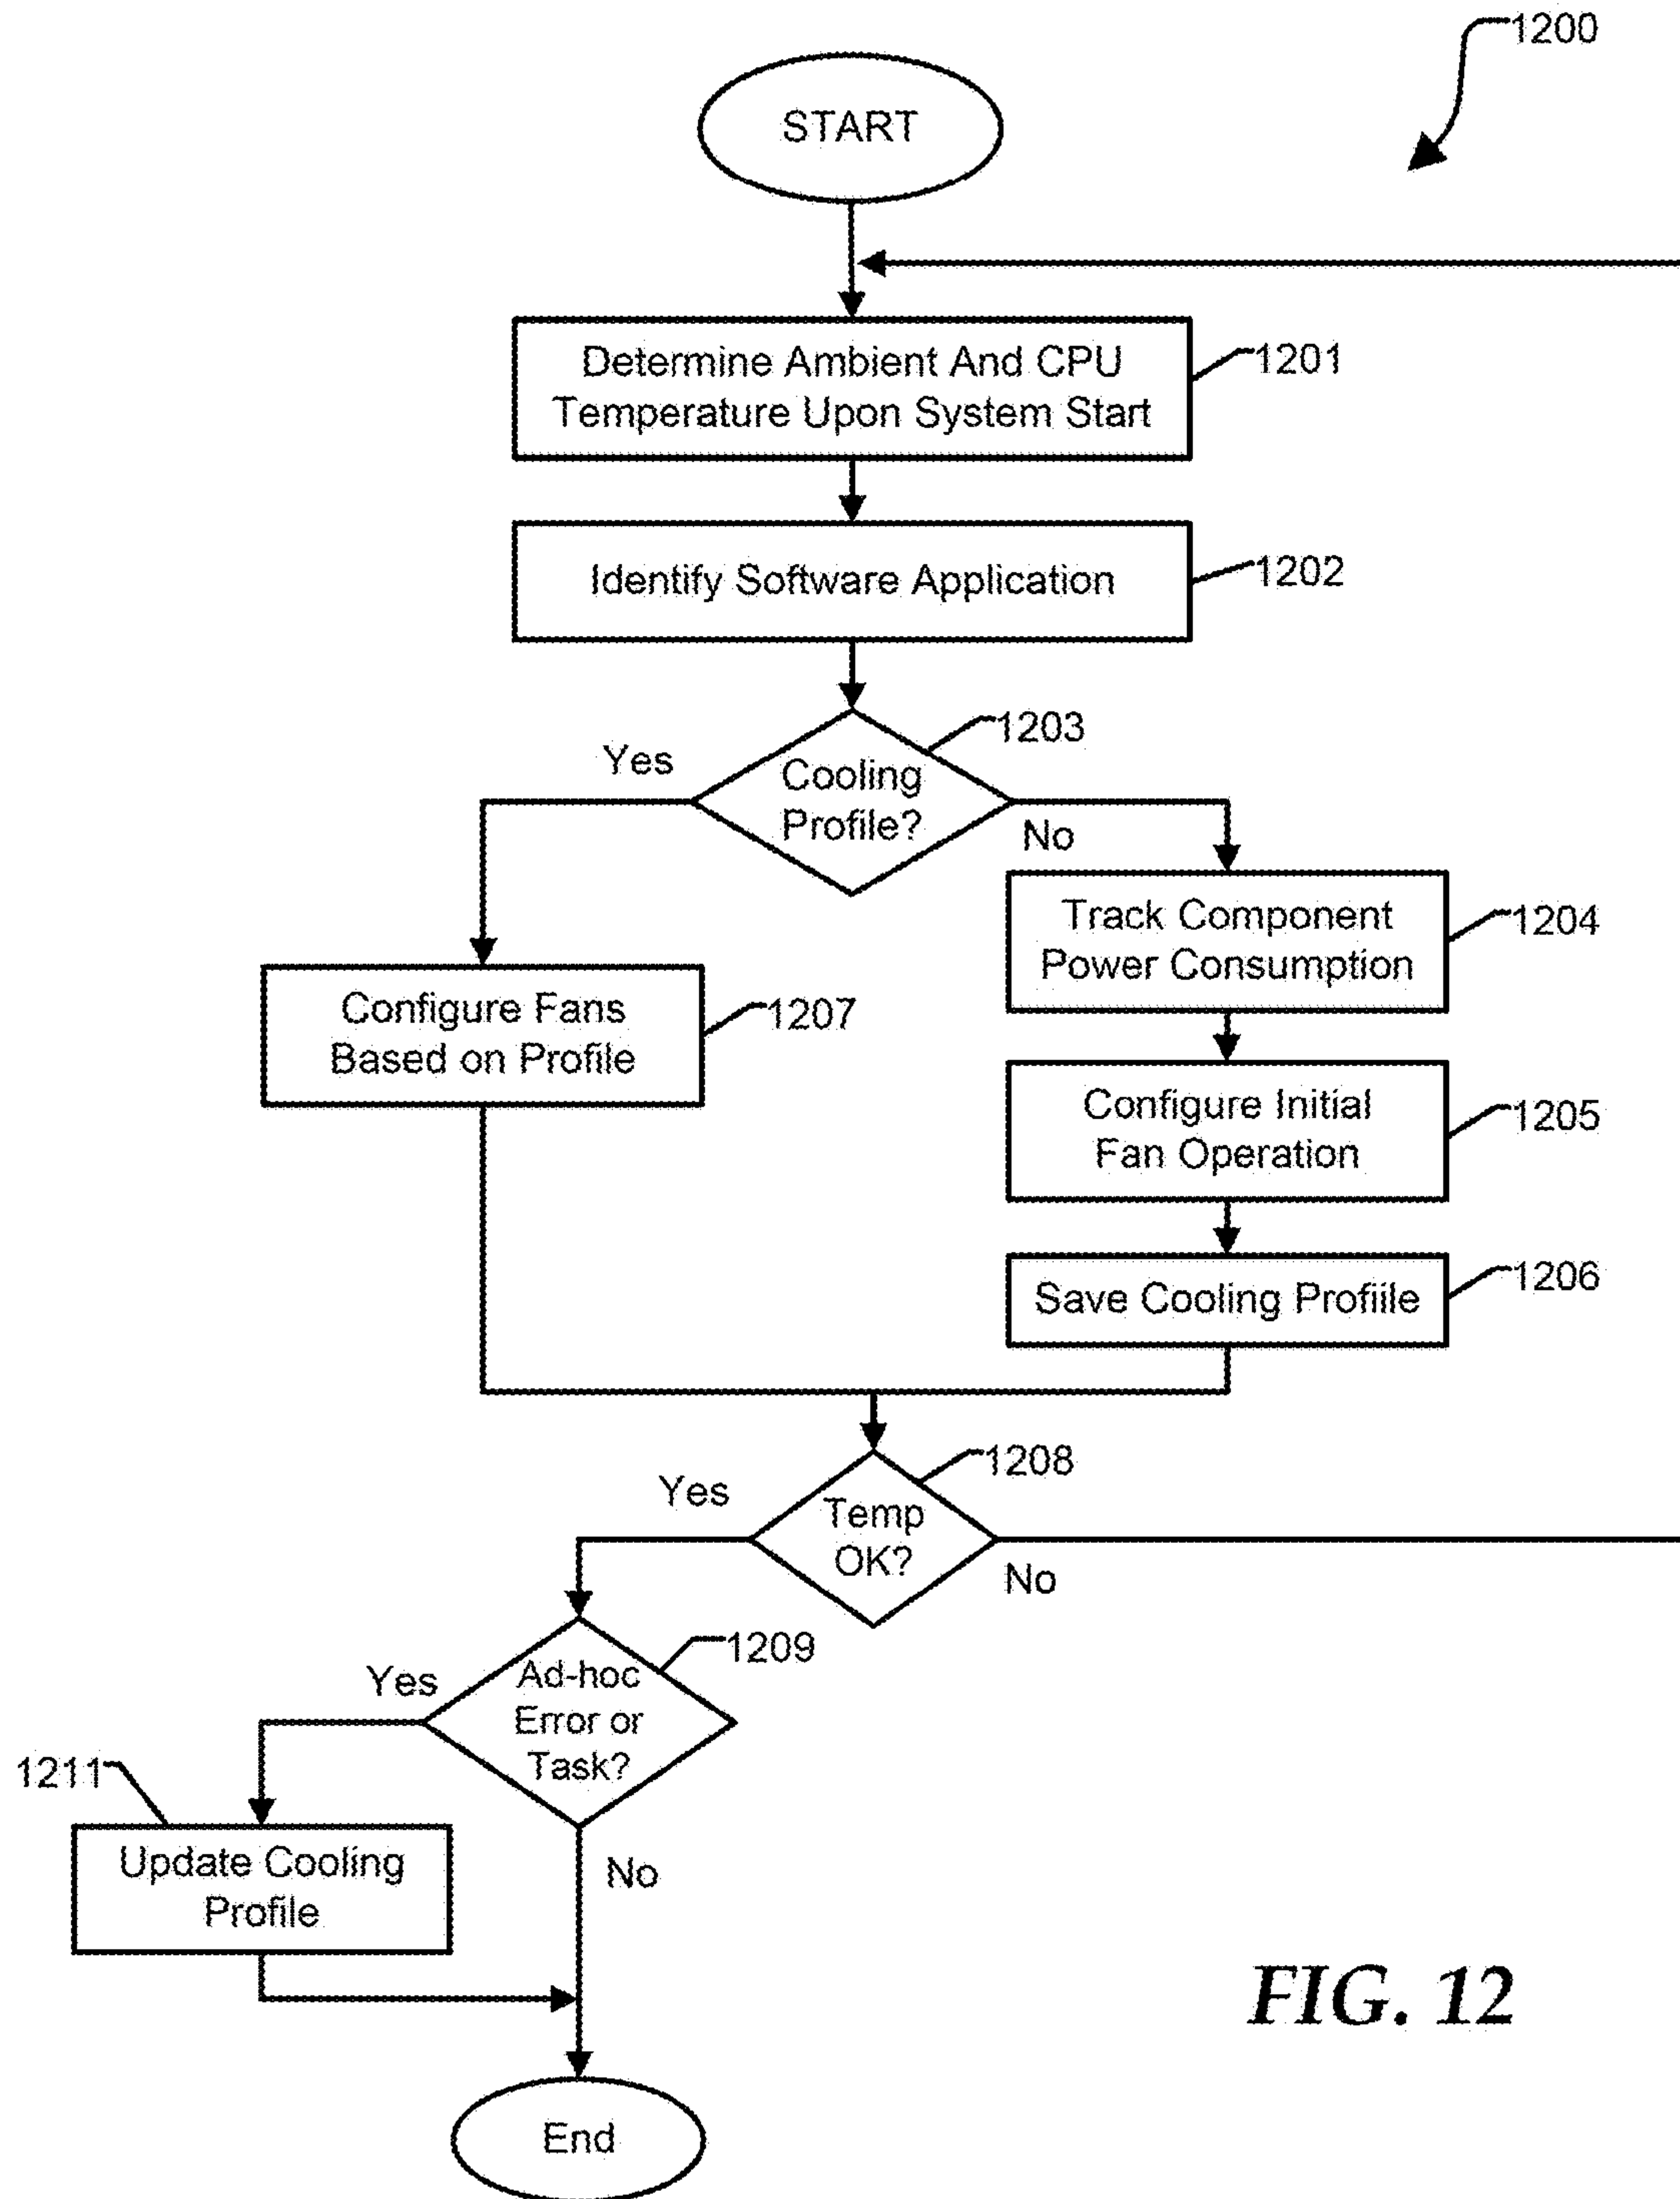 1200
START
Determine Ambient And CPU
Temperature Upon System Start
1201
Identify Software Application
1202
1203
Yes
Cooling
Profile?
No
Track Component
Power Consumption
1204
Configure Fans
Based on Profile
1207
Configure Initial
Fan Operation
1205
Save Cooling Profiile
1206
1208
Yes
Temp
OK?
No
1209
Yes
Ad-hoc
Error or
Task?
1211
Update Cooling
Profile
No
FIG. 12
End